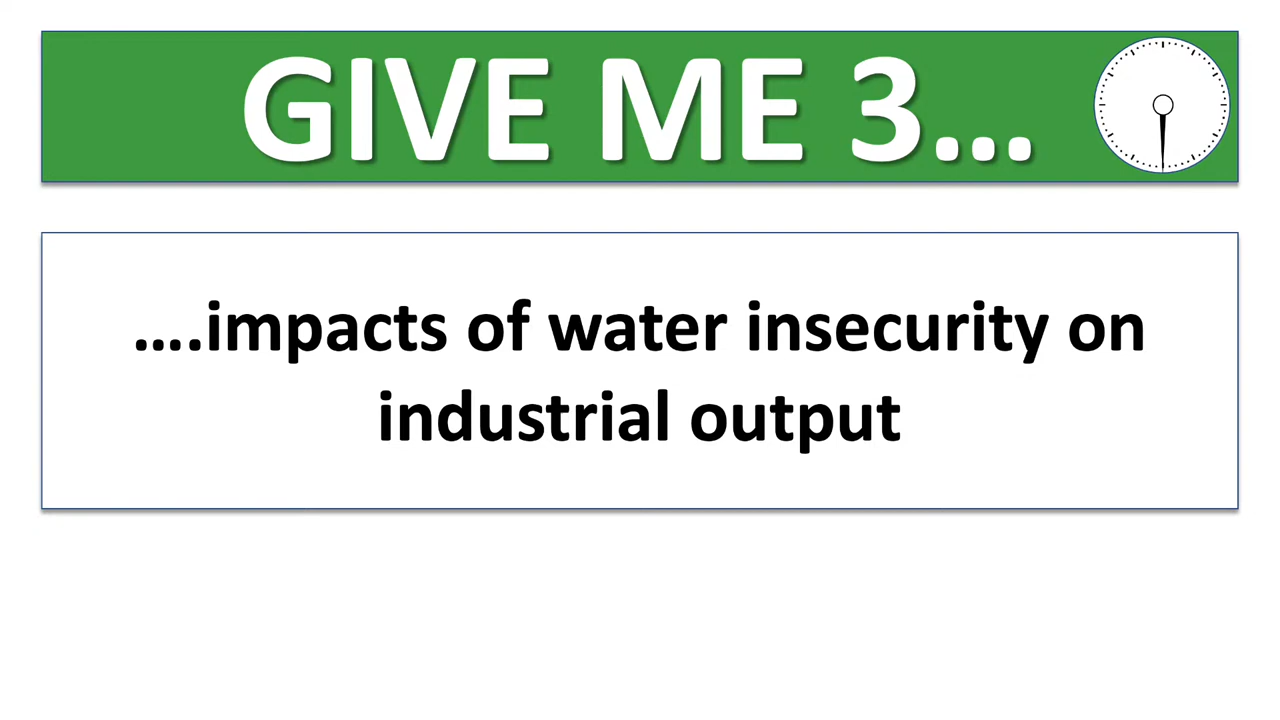 GIVE ME 3...
....impacts of water insecurity on
industrial output